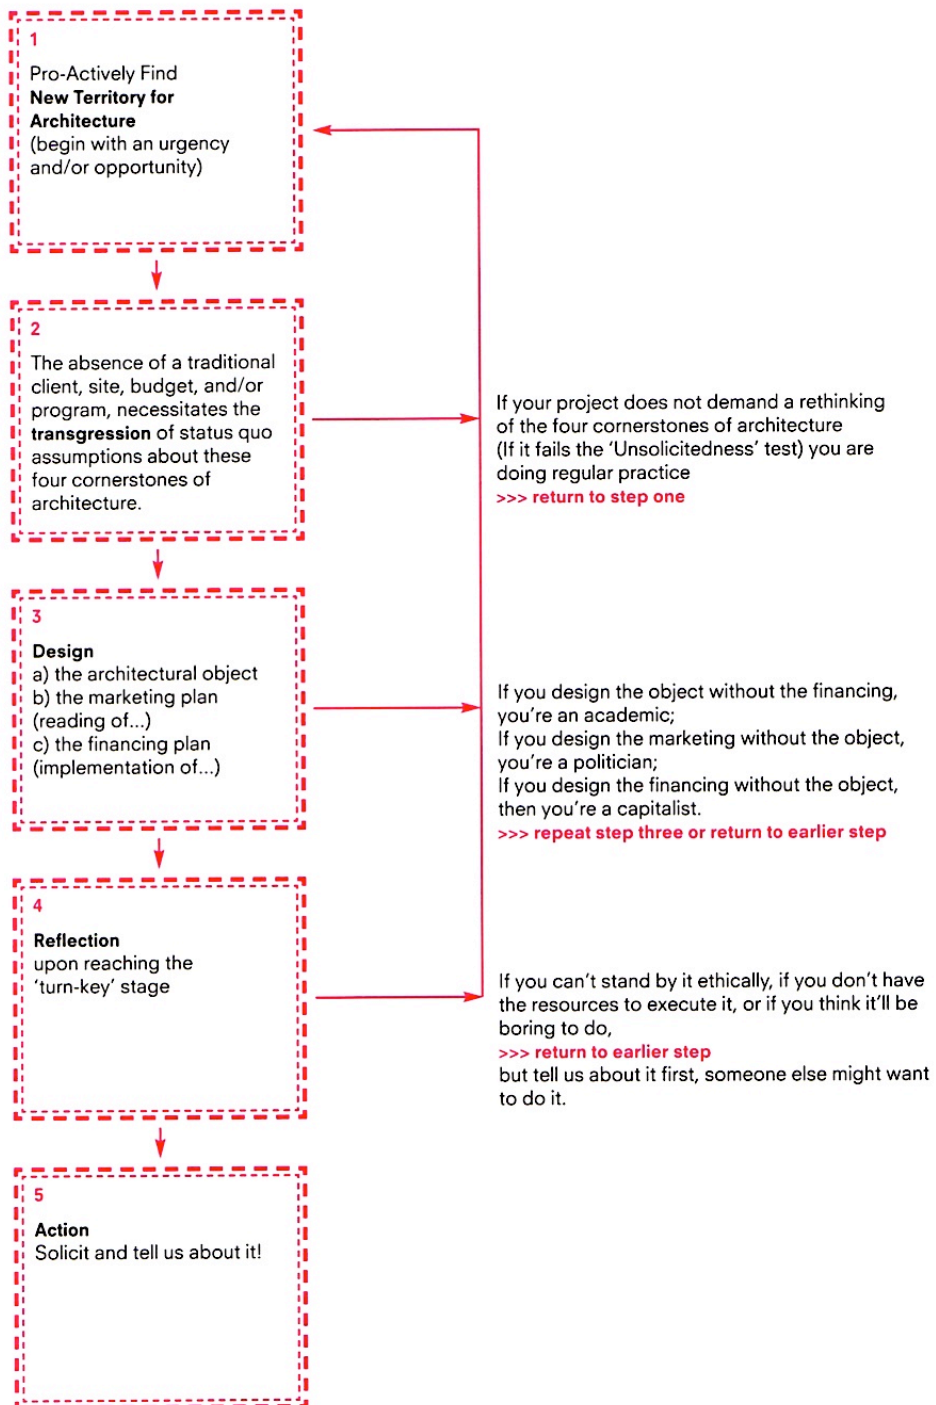 1
Pro-Actively Find
New Territory for
Architecture
(begin with an urgency
and/or opportunity)
2
The absence of a traditional
client, site, budget, and/or
program, necessitates the
transgression of status quo
assumptions about these
four cornerstones of
architecture.
If your project does not demand a rethinking
of the four cornerstones of architecture
(If it fails the 'Unsolicitedness' test) you are
doing regular practice
>>> return to step one
3
Design
a) the architectural object
b) the marketing plan
(reading of...)
c) the financing plan
(implementation of...)
If you design the object without the financing,
you're an academic;
If you design the marketing without the object,
you're a politician;
If you design the financing without the object,
then you're a capitalist.
>>> repeat step three or return to earlier step
4
Reflection
upon reaching the
'turn-key' stage
If you can't stand by it ethically, if you don't have
the resources to execute it, or if you think it'll be
boring to do,
>>> return to earlier step
but tell us about it first, someone else might want
to do it.
5
Action
Solicit and tell us about it!